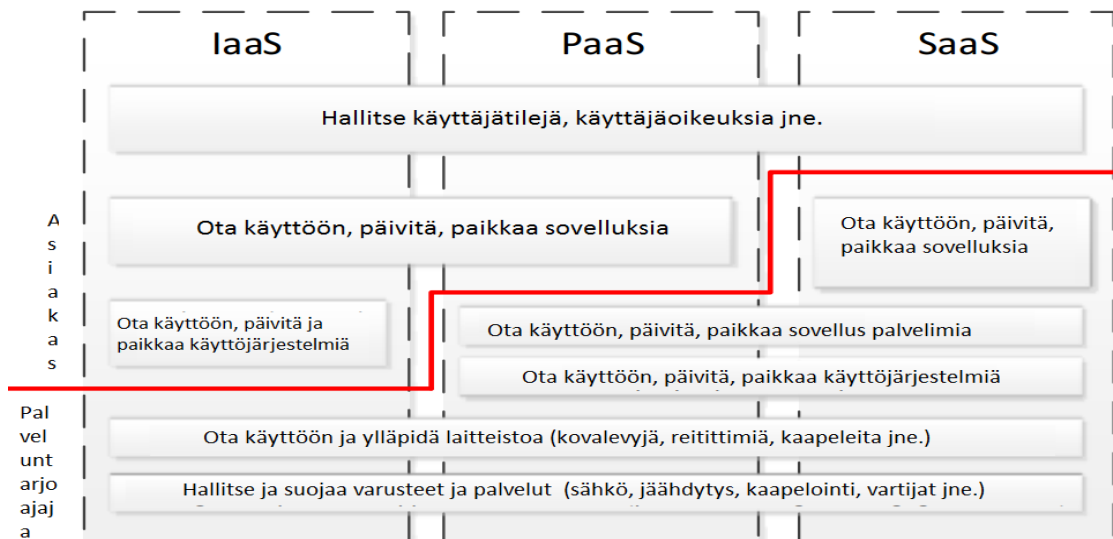 IaaS
PaaS
SaaS
Hallitse käyttäjätilejä, käyttäjäoikeuksia jne.
Ota käyttöön, päivitä, paikkaa sovelluksia
Ota käyttöön, päivitä,
paikkaa sovelluksia
A
s
i
a
k
a
s
Ota käyttöön, päivitä ja
paikkaa käyttöjärjestelmiä
Ota käyttöön, päivitä, paikkaa sovellus palvelimia
Ota käyttöön, päivitä, paikkaa käyttöjärjestelmiä
Pal
vel
unt
arjo
ajaj
a
Ota käyttöön ja ylläpidä laitteistoa (kovalevyjä, reitittimiä, kaapeleita jne.)
Hallitse ja suojaa varusteet ja palvelut (sähkö, jäähdytys, kaapelointi, vartijat jne.)